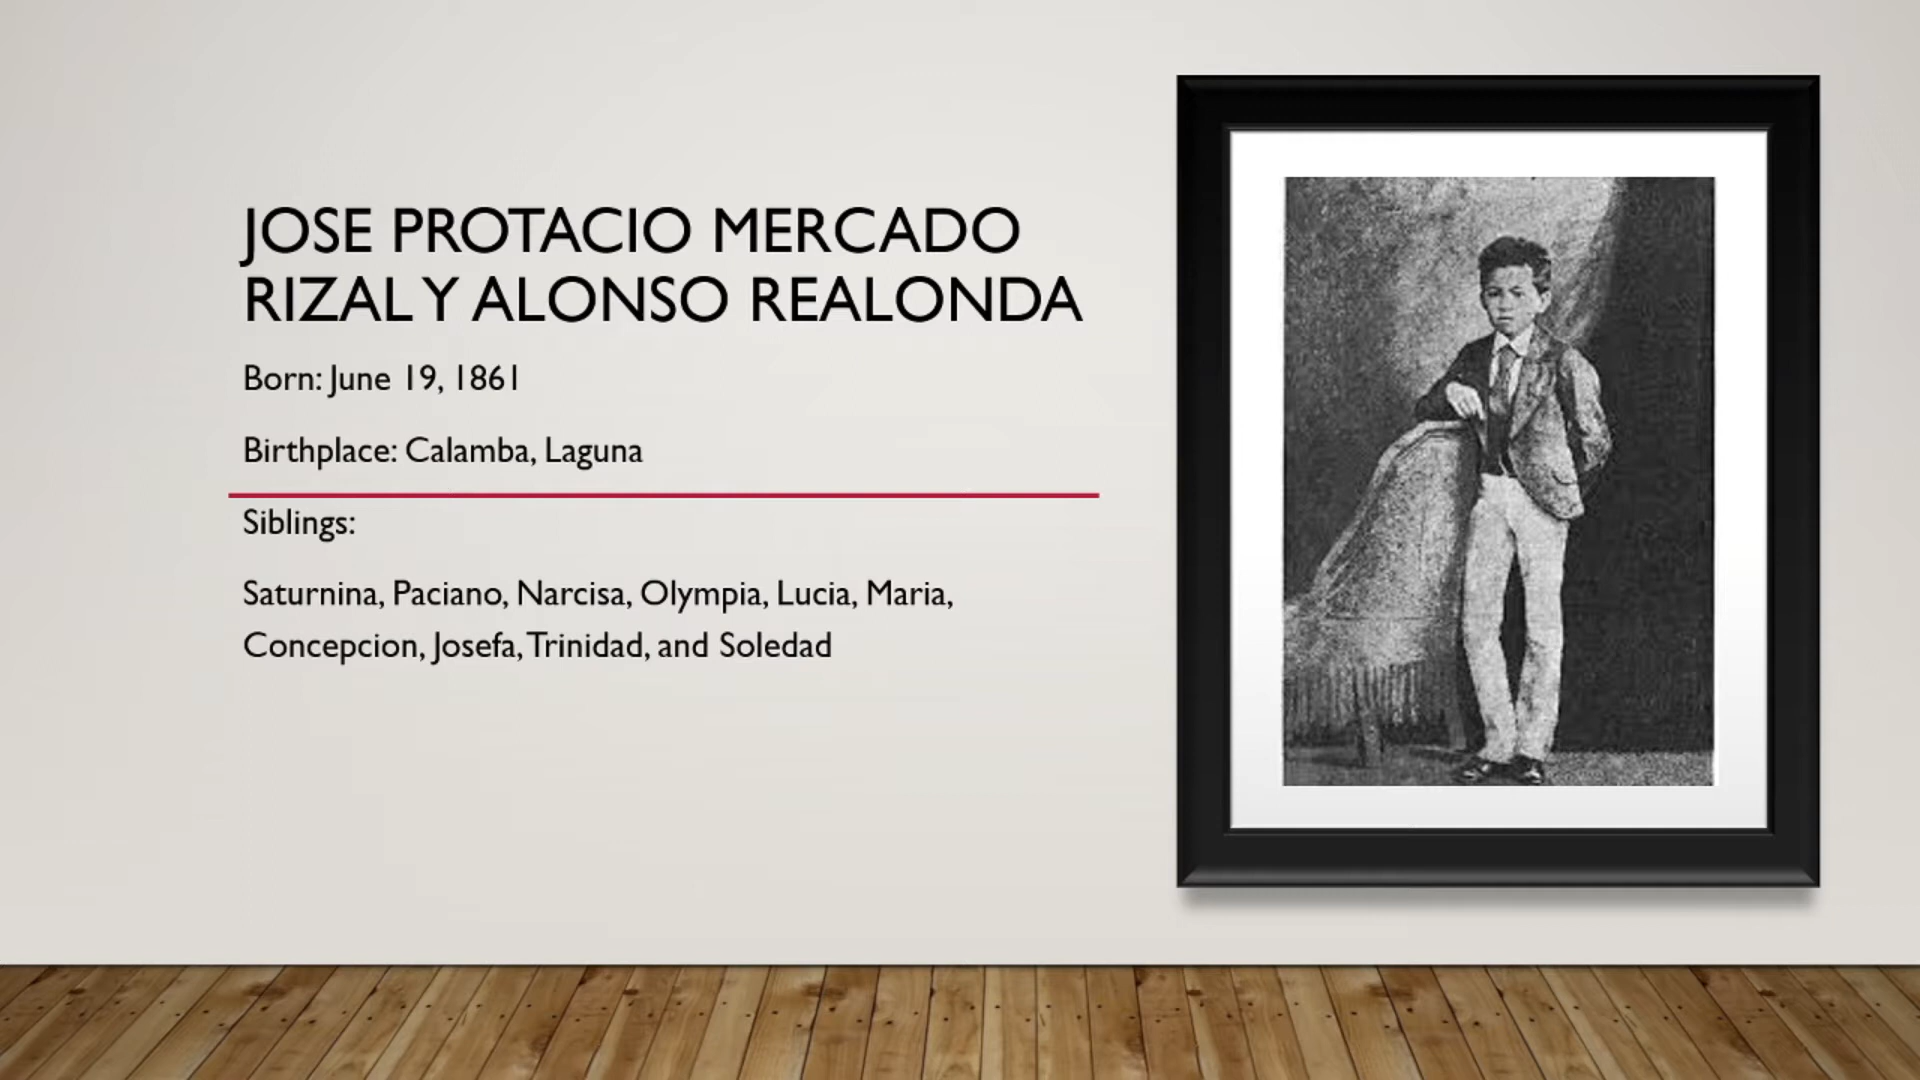 JOSE PROTACIO MERCADO
RIZAL Y ALONSO REALONDA
Born: June 19, 1861
Birthplace: Calamba, Laguna
Siblings:
Saturnina, Paciano, Narcisa, Olympia, Lucia, Maria,
Concepcion, Josefa, Trinidad, and Soledad